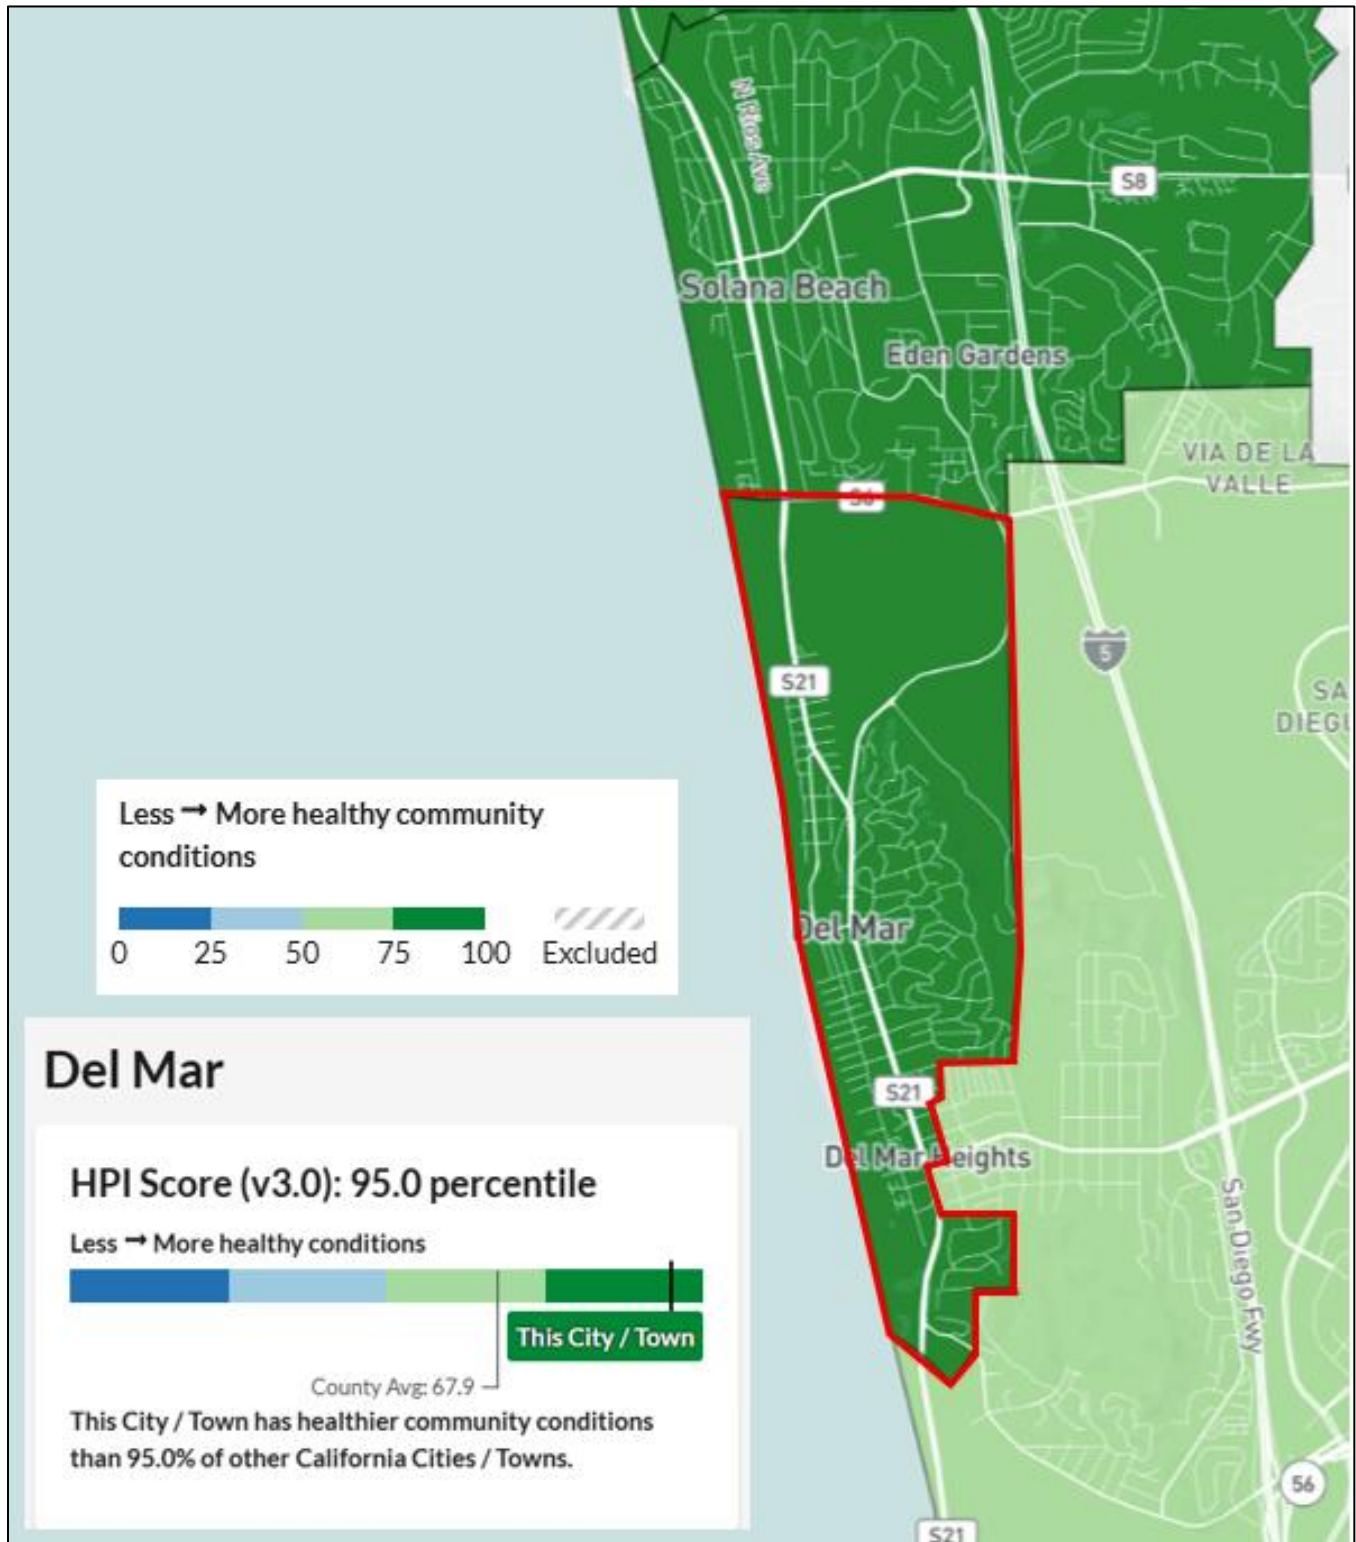 N Rios Ave
S8
Solana Beach
Eden Gardens
VIA DE LA
VALLE
S6
5
S21
SA
DIEGU
Less → More healthy community
conditions
0 25 50 75 100 Excluded
Del Mar
S21
Del Mar Heights
San Diego Fwy
56
S21
Del Mar
HPI Score (v3.0): 95.0 percentile
Less → More healthy conditions
This City / Town
County Avg: 67.9
This City / Town has healthier community conditions
than 95.0% of other California Cities / Towns.